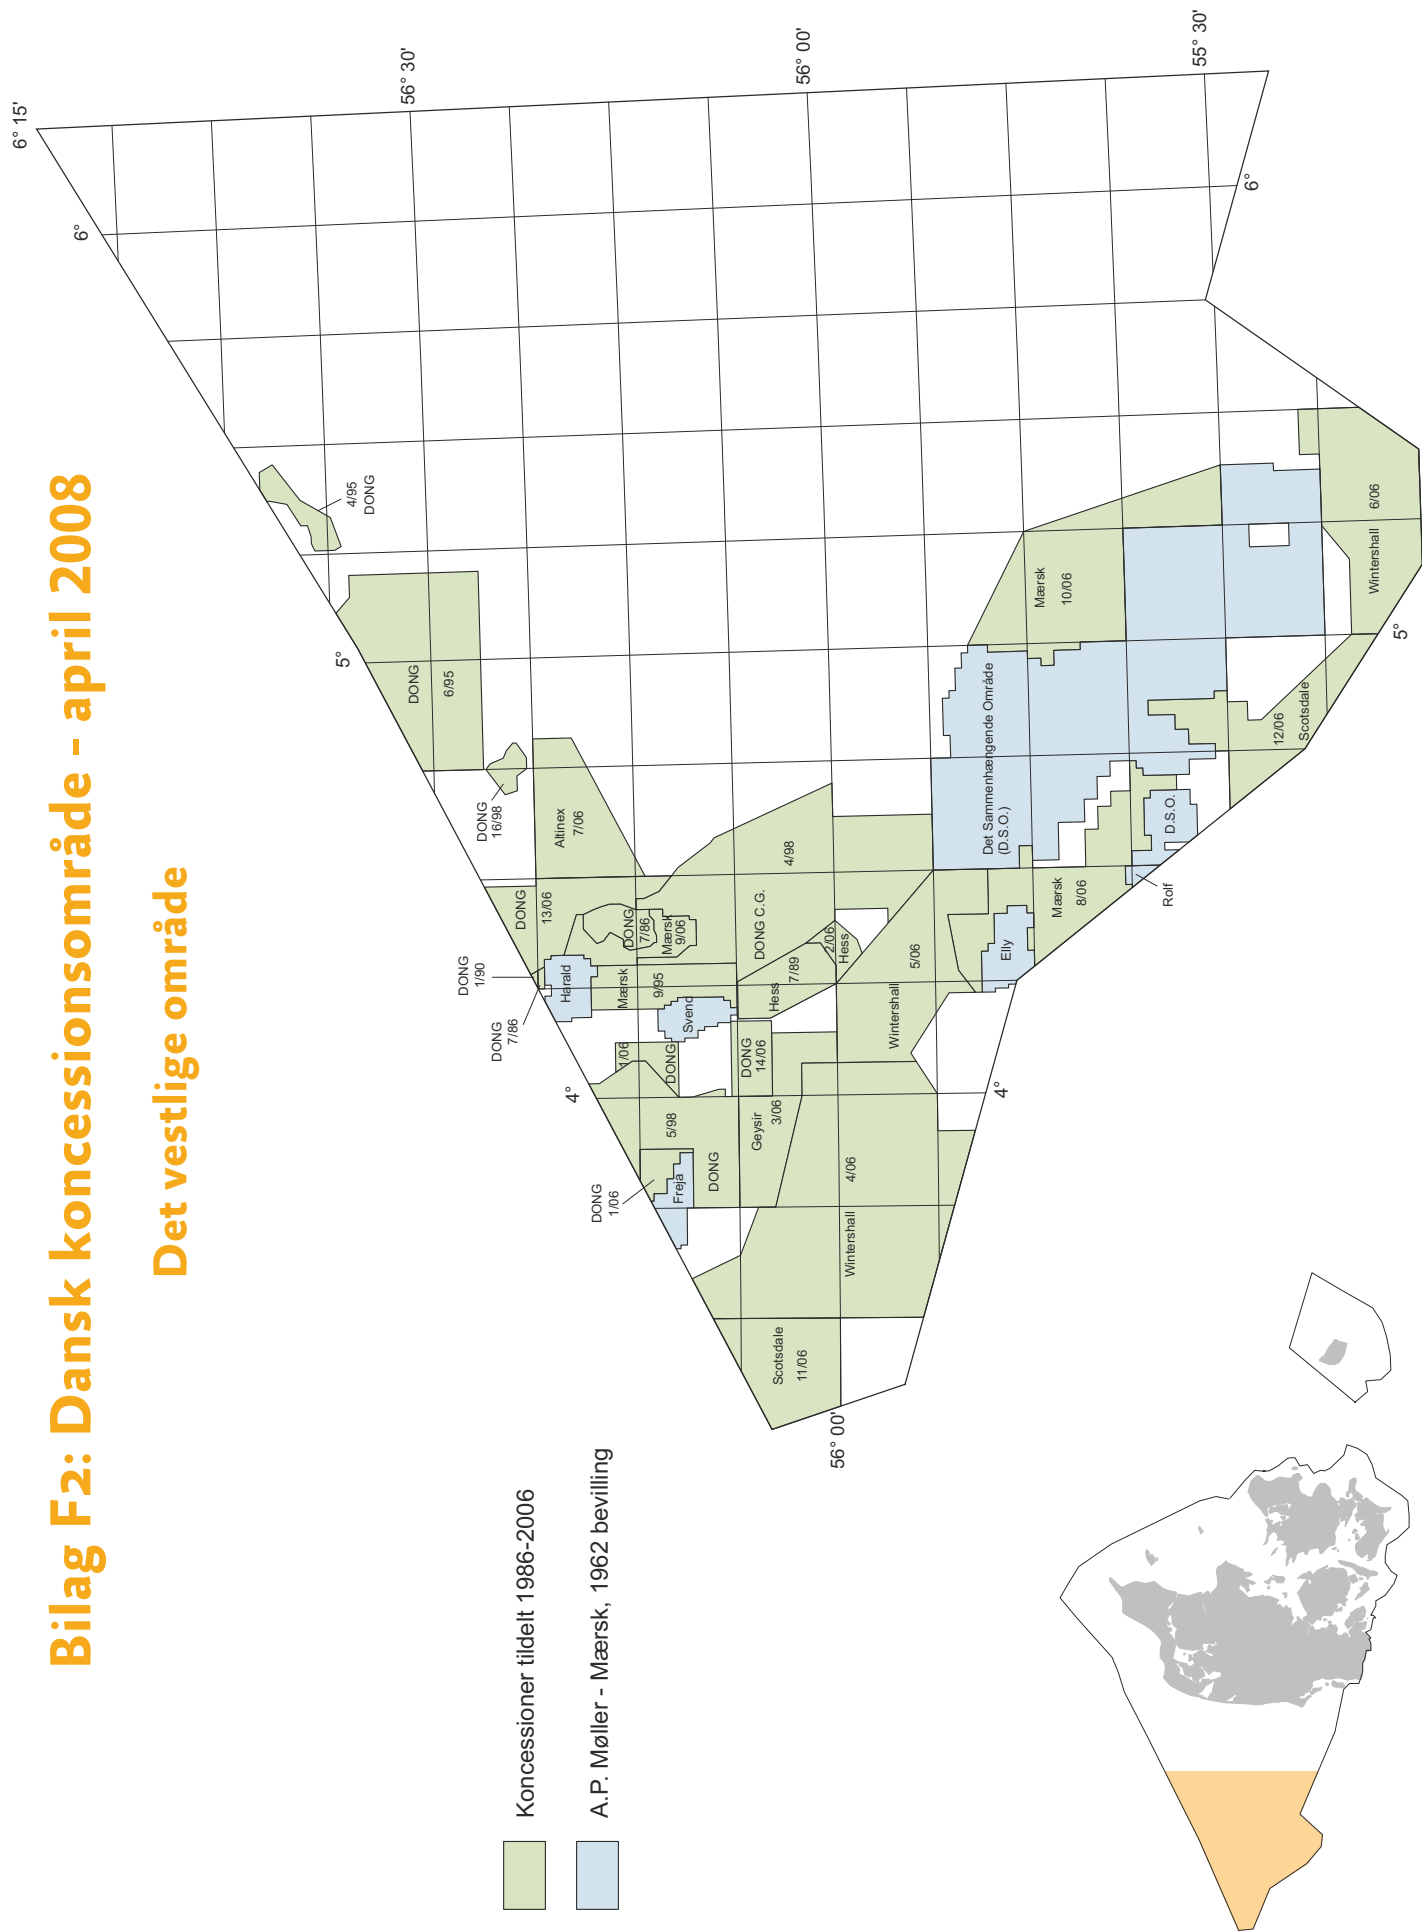 Bilag F2: Dansk koncessionsområde - april 2008
Det vestlige område
6° 15'
6°
5°
4°
56° 30'
56° 00'
55° 30'
6°
5°
4°
56° 00'
4/95
DONG
DONG
6/95
DONG
16/98
Altinex
7/06
DONG
13/06
DONG
1/90
DONG
7/86
Harald
DONG
7/86
Mærsk
9/06
Mærsk
9/95
Svend
1/06
DONG
5/98
DONG
DONG
1/06
Freja
DONG
14/06
Geysir
3/06
Hess
7/89
2/06
Hess
DONG C.G.
4/98
5/06
Wintershall
4/06
Wintershall
Scotsdale
11/06
Elly
Mærsk
8/06
Rolf
D.S.O.
Det Sammenhængende Område
(D.S.O.)
Mærsk
10/06
12/06
Scotsdale
Wintershall
6/06
Koncessioner tildelt 1986-2006
A.P. Møller - Mærsk, 1962 bevilling